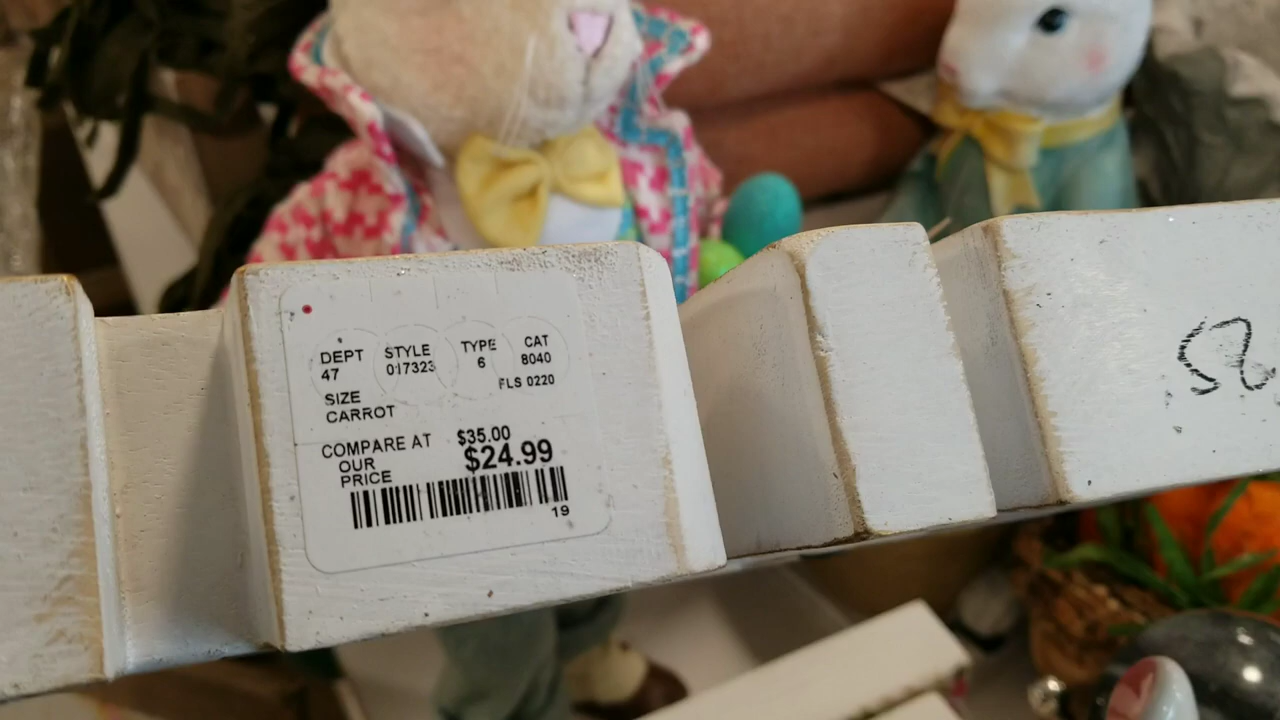 DEPT STYLE TYPE CAT
47 017323 6 8040
FLS 0220
SIZE
CARROT
COMPARE AT $35.00
OUR PRICE $24.99
19